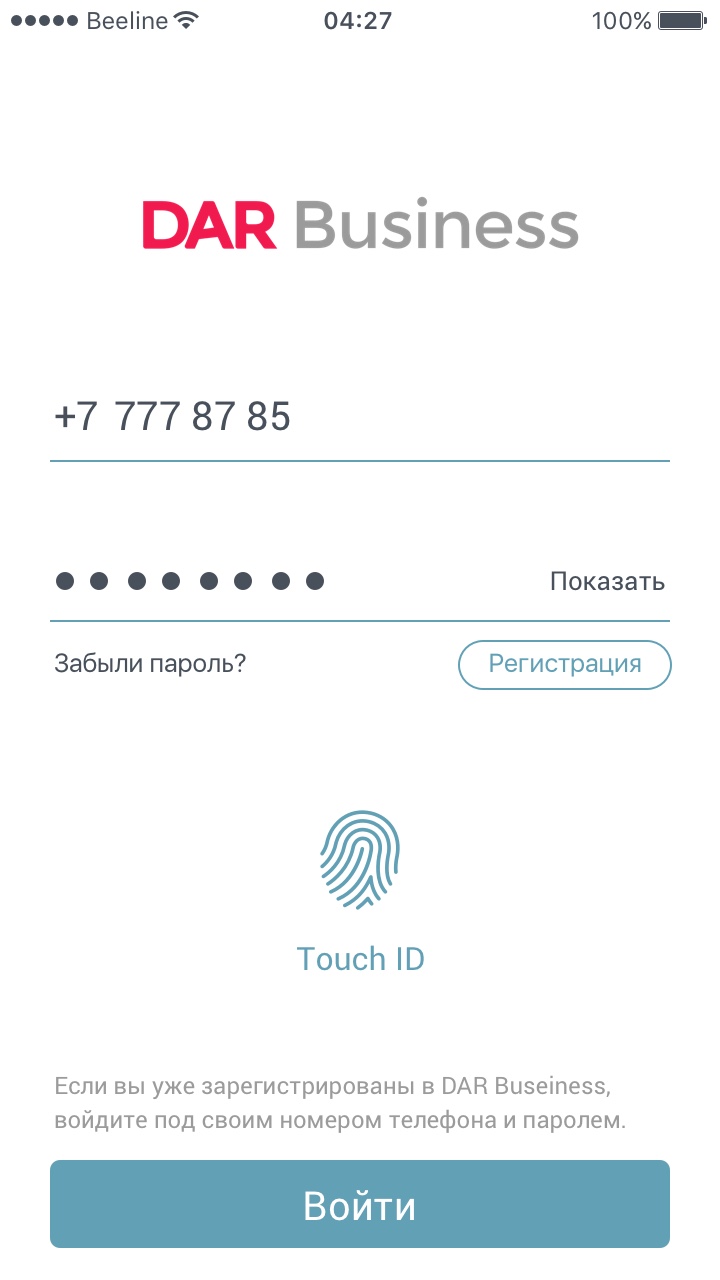 Beeline 04:27 100%
DAR Business
+7 777 87 85
Показать
Забыли пароль? Регистрация
Touch ID
Если вы уже зарегистрированы в DAR Buseiness,
войдите под своим номером телефона и паролем.
Войти